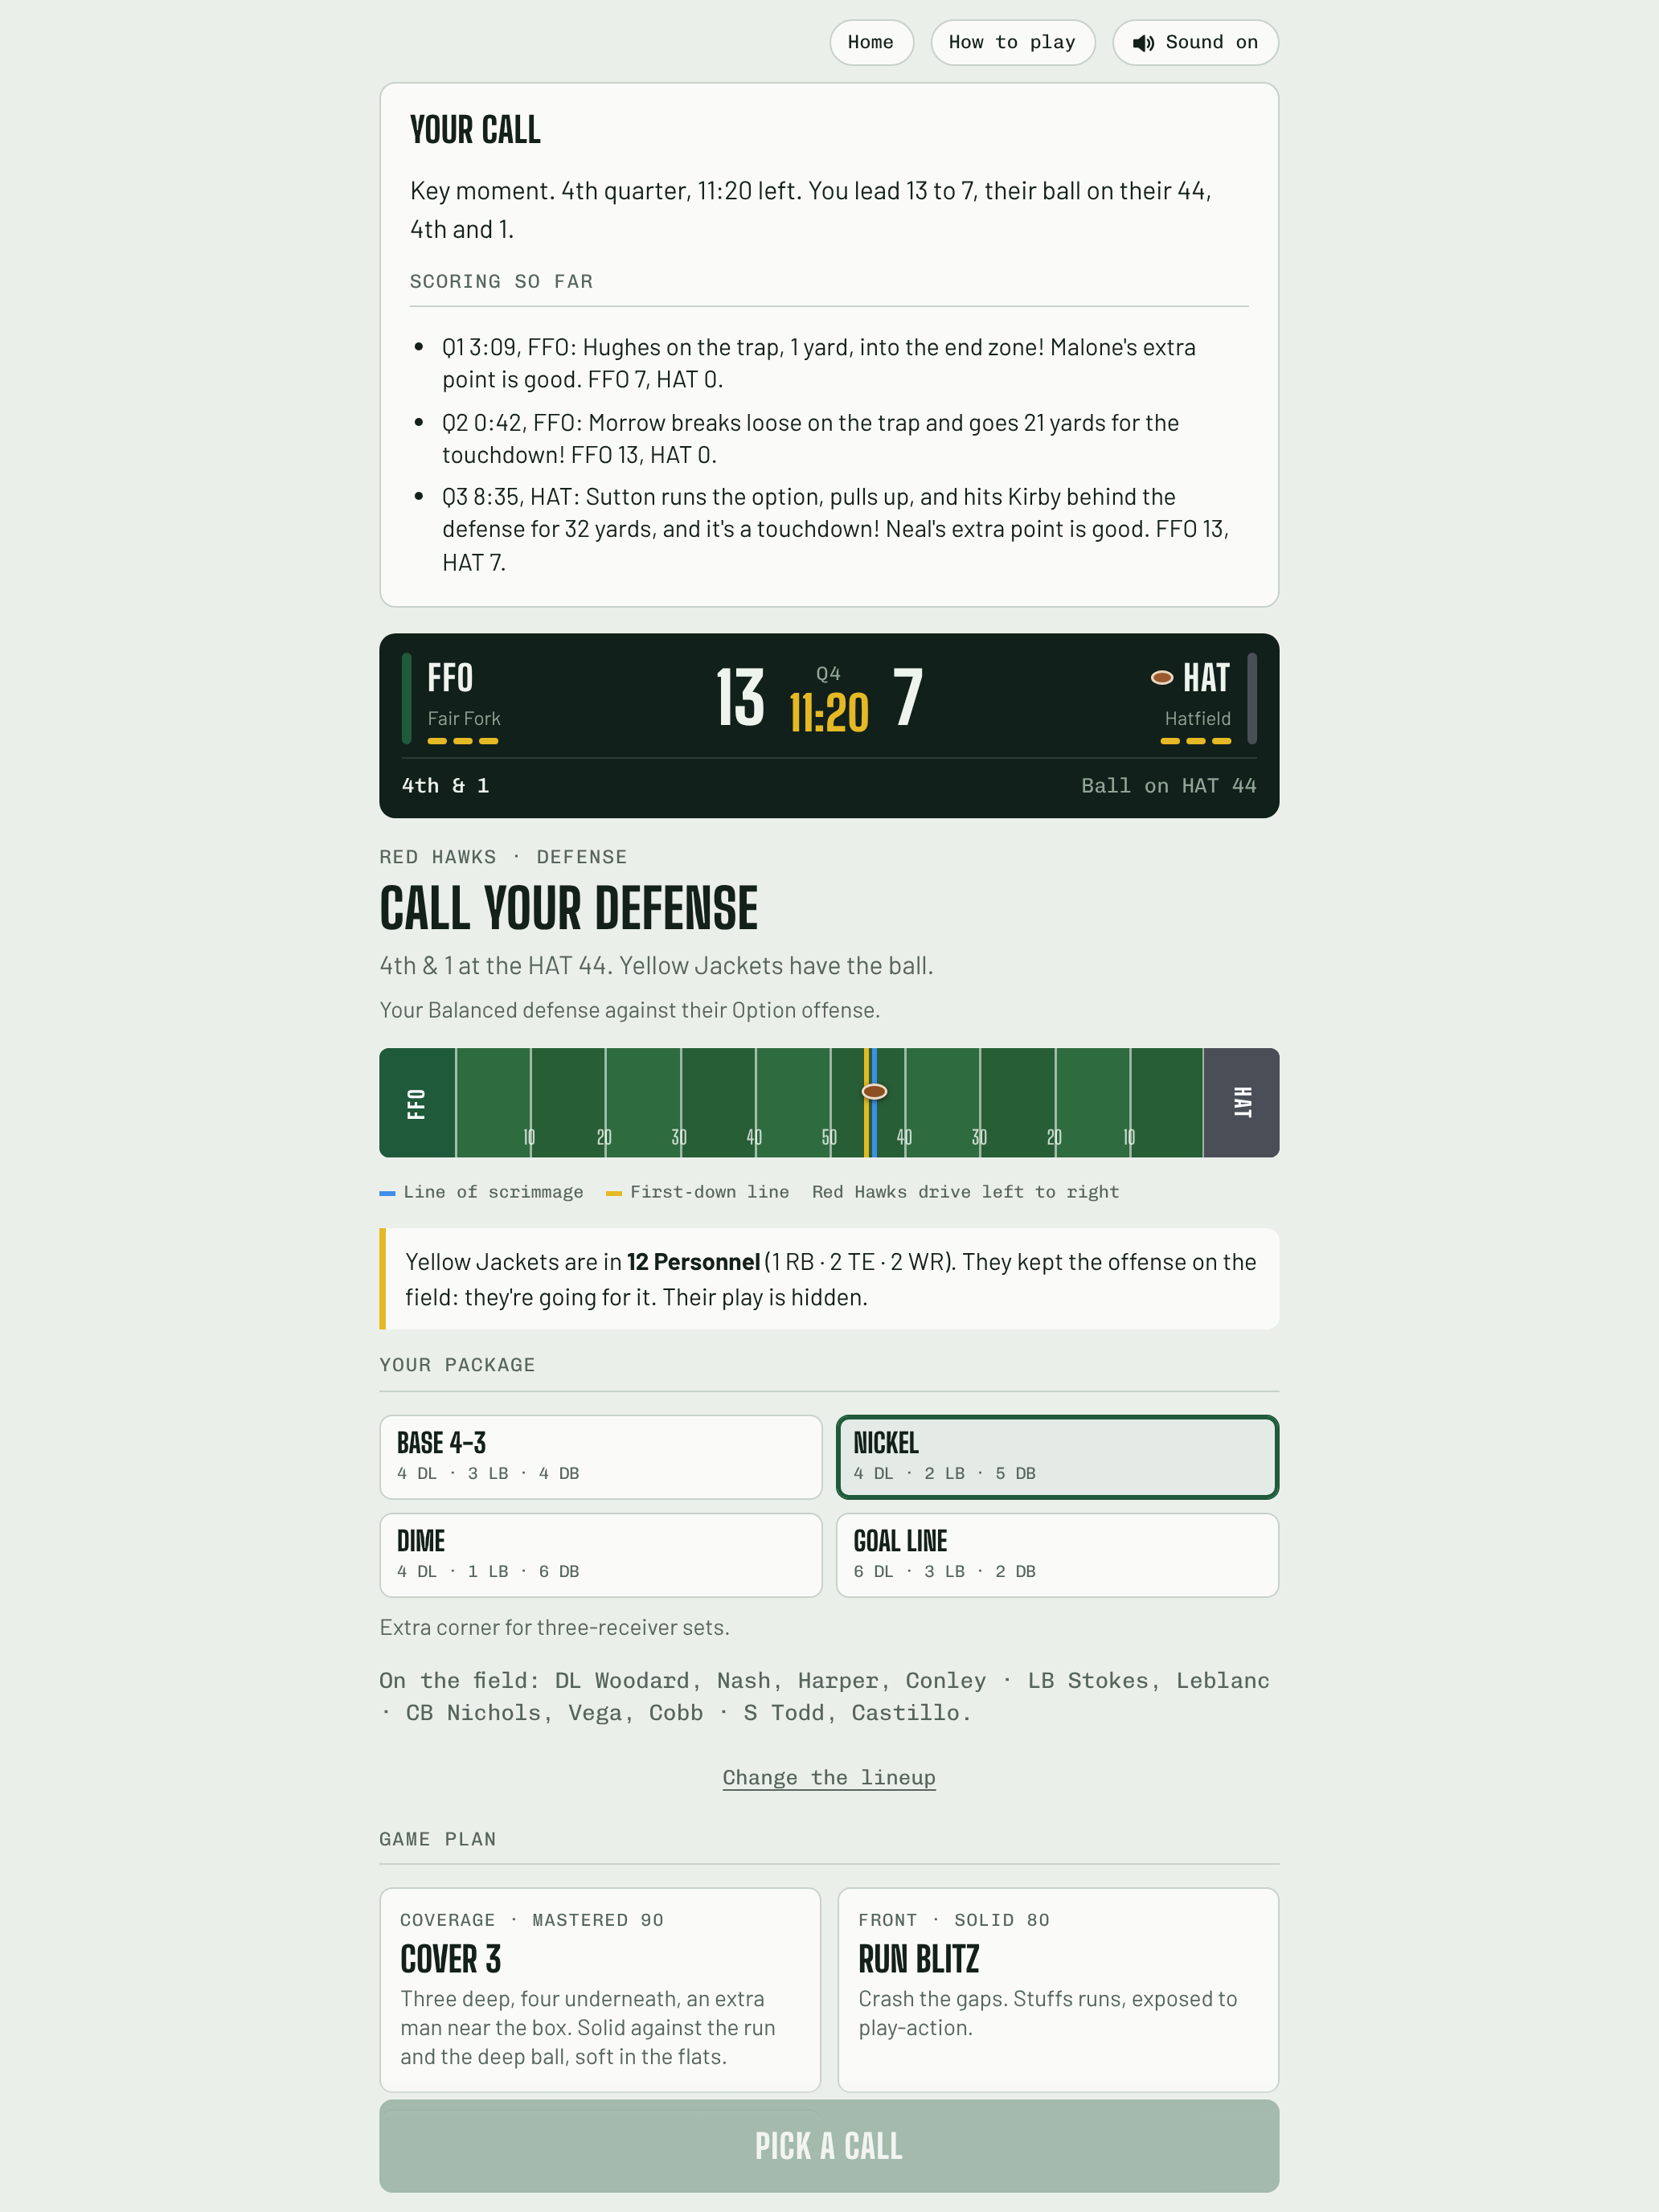 Home
How to play
Sound on
YOUR CALL
Key moment. 4th quarter, 11:20 left. You lead 13 to 7, their ball on their 44,
4th and 1.
SCORING SO FAR
• Q1 3:09, FFO: Hughes on the trap, 1 yard, into the end zone! Malone's extra
point is good. FFO 7, HAT 0.
• Q2 0:42, FFO: Morrow breaks loose on the trap and goes 21 yards for the
touchdown! FFO 13, HAT 0.
• Q3 8:35, HAT: Sutton runs the option, pulls up, and hits Kirby behind the
defense for 32 yards, and it's a touchdown! Neal's extra point is good. FFO 13,
HAT 7.
FFO
Fair Fork
13
Q4
11:20
7
HAT
Hatfield
4th & 1
Ball on HAT 44
RED HAWKS · DEFENSE
CALL YOUR DEFENSE
4th & 1 at the HAT 44. Yellow Jackets have the ball.
Your Balanced defense against their Option offense.
FFO
10 20 30 40 50 40 30 20 10
HAT
Line of scrimmage
First-down line
Red Hawks drive left to right
Yellow Jackets are in 12 Personnel (1 RB · 2 TE · 2 WR). They kept the offense on the
field: they're going for it. Their play is hidden.
YOUR PACKAGE
BASE 4-3
4 DL · 3 LB · 4 DB
NICKEL
4 DL · 2 LB · 5 DB
DIME
4 DL · 1 LB · 6 DB
GOAL LINE
6 DL · 3 LB · 2 DB
Extra corner for three-receiver sets.
On the field: DL Woodard, Nash, Harper, Conley · LB Stokes, Leblanc
· CB Nichols, Vega, Cobb · S Todd, Castillo.
Change the lineup
GAME PLAN
COVERAGE · MASTERED 90
COVER 3
Three deep, four underneath, an extra
man near the box. Solid against the run
and the deep ball, soft in the flats.
FRONT · SOLID 80
RUN BLITZ
Crash the gaps. Stuffs runs, exposed to
play-action.
PICK A CALL